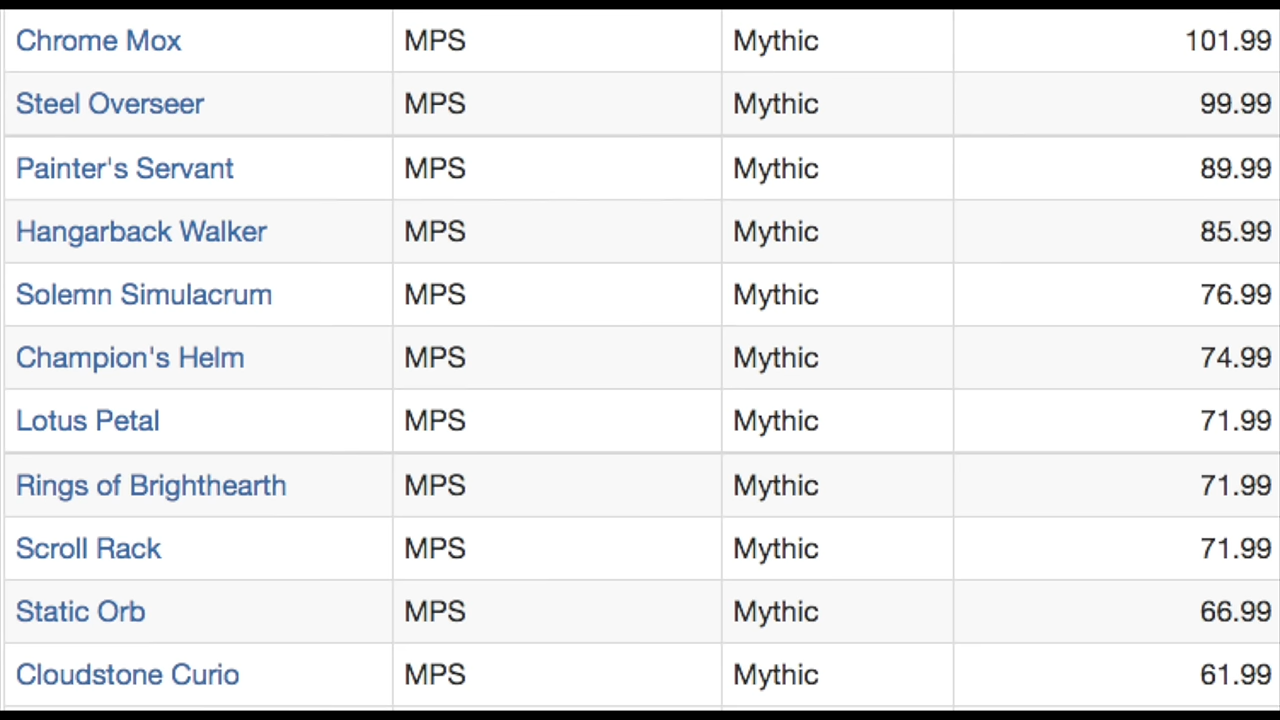 Chrome Mox MPS Mythic 101.99
Steel Overseer MPS Mythic 99.99
Painter's Servant MPS Mythic 89.99
Hangarback Walker MPS Mythic 85.99
Solemn Simulacrum MPS Mythic 76.99
Champion's Helm MPS Mythic 74.99
Lotus Petal MPS Mythic 71.99
Rings of Brighthearth MPS Mythic 71.99
Scroll Rack MPS Mythic 71.99
Static Orb MPS Mythic 66.99
Cloudstone Curio MPS Mythic 61.99